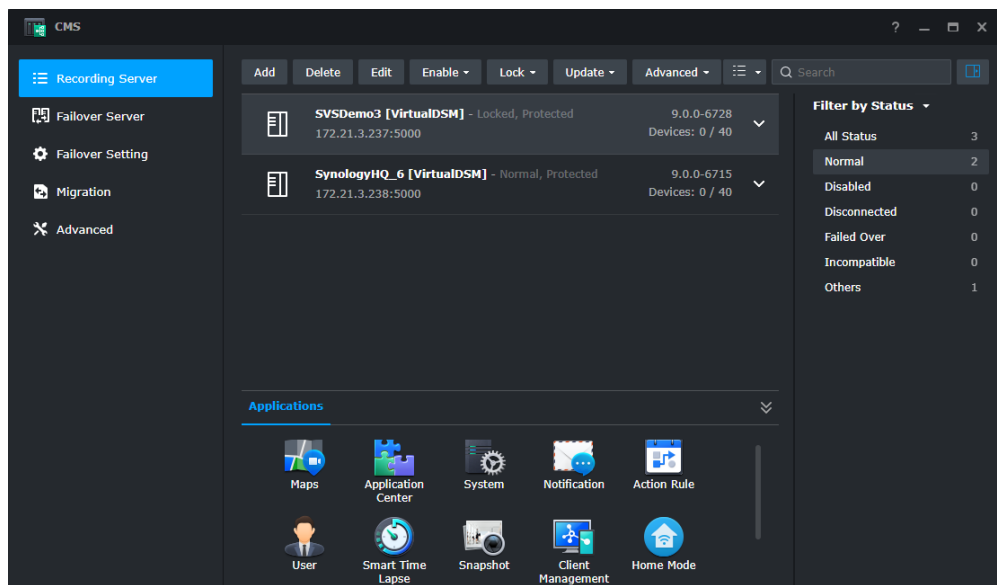 CMS
?
Recording Server
Failover Server
Failover Setting
Migration
Advanced
Add Delete Edit Enable Lock Update Advanced Search
SVSDemo3 [VirtualDSM] - Locked, Protected 9.0.0-6728
172.21.3.237:5000 Devices: 0 / 40
SynologyHQ_6 [VirtualDSM] - Normal, Protected 9.0.0-6715
172.21.3.238:5000 Devices: 0 / 40
Filter by Status
All Status 3
Normal 2
Disabled 0
Disconnected 0
Failed Over 0
Incompatible 0
Others 1
Applications
Maps
Application
Center
System
Notification
Action Rule
User
Smart Time
Lapse
Snapshot
Client
Management
Home Mode